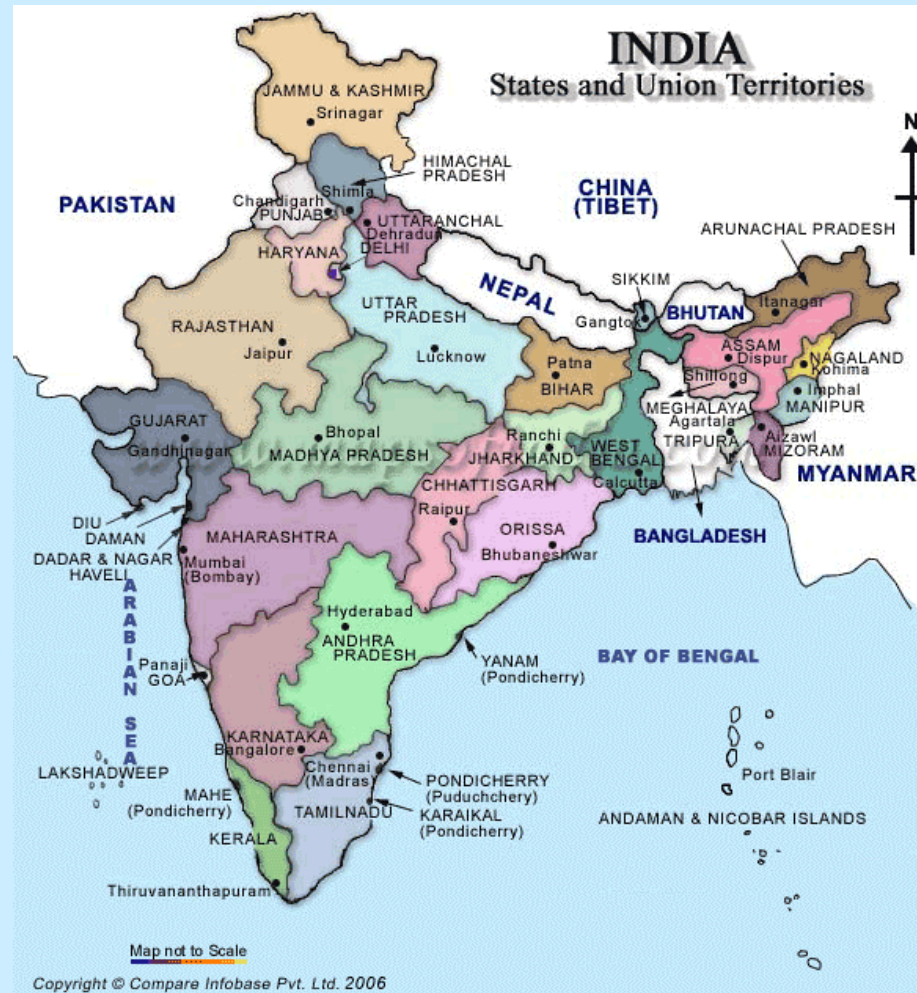 INDIA
States and Union Territories
N
JAMMU & KASHMIR
Srinagar
HIMACHAL
PRADESH
Shimla
PAKISTAN
CHINA
(TIBET)
Chandigarh
PUNJAB
UTTARANCHAL
Dehradun
DELHI
HARYANA
ARUNACHAL PRADESH
SIKKIM
NEPAL
BHUTAN
Itanagar
Gangtok
UTTAR
PRADESH
RAJASTHAN
Jaipur
Lucknow
Patna
BIHAR
ASSAM
Dispur
NAGALAND
Kohima
Shillong
MEGHALAYA
Imphal
MANIPUR
Agartala
TRIPURA
Aizawl
MIZORAM
GUJARAT
Gandhinagar
Bhopal
MADHYA PRADESH
Ranchi
JHARKHAND
WEST
BENGAL
Calcutta
MYANMAR
CHHATTISGARH
Raipur
ORISSA
Bhubaneshwar
BANGLADESH
DIU
DAMAN
DADAR & NAGAR
HAVELI
MAHARASHTRA
Mumbai
(Bombay)
ARABIAN SEA
Hyderabad
ANDHRA
PRADESH
YANAM
(Pondicherry)
BAY OF BENGAL
Panaji
GOA
KARNATAKA
Bangalore
LAKSHADWEEP
Chennai
(Madras)
PONDICHERRY
(Puduchchery)
Port Blair
MAHE
(Pondicherry)
TAMILNADU
KARAIKAL
(Pondicherry)
ANDAMAN & NICOBAR ISLANDS
KERALA
Thiruvananthapuram
Map not to Scale
Copyright © Compare Infobase Pvt. Ltd. 2006